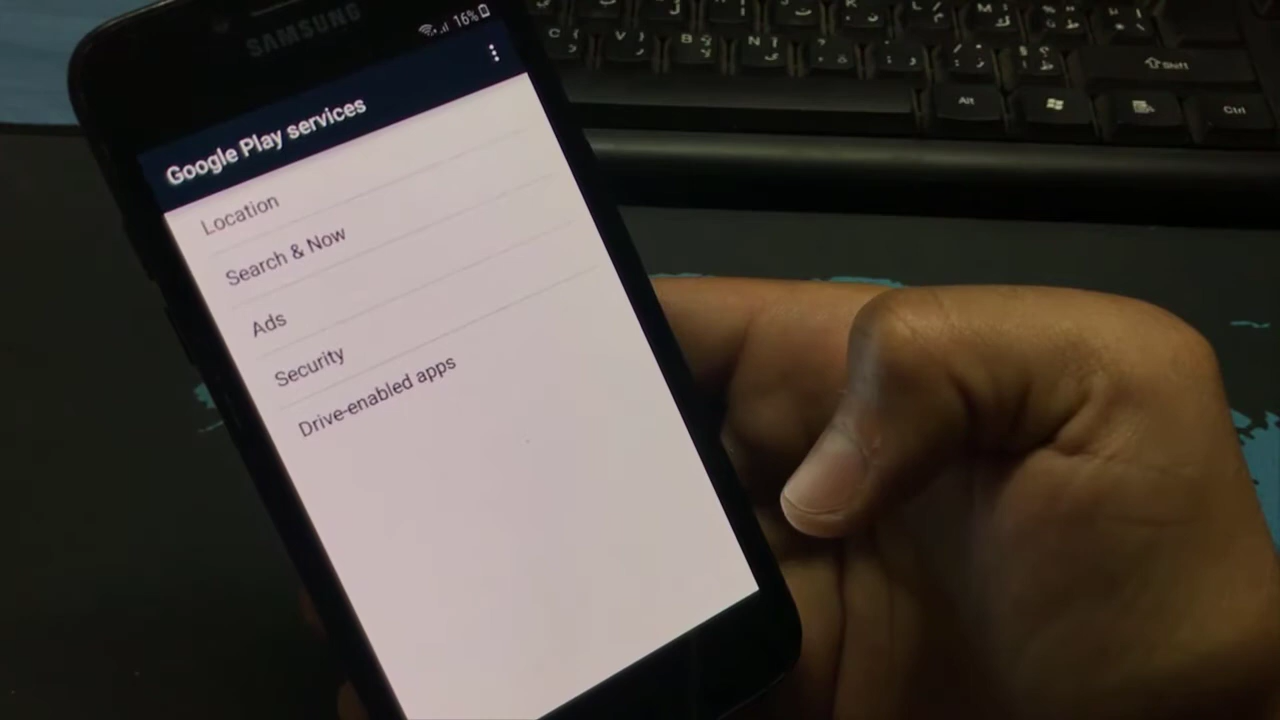 SAMSUNG
16%
Google Play services
Location
Search & Now
Ads
Security
Drive-enabled apps
C
V
B
N
Alt
Shift
Ctrl